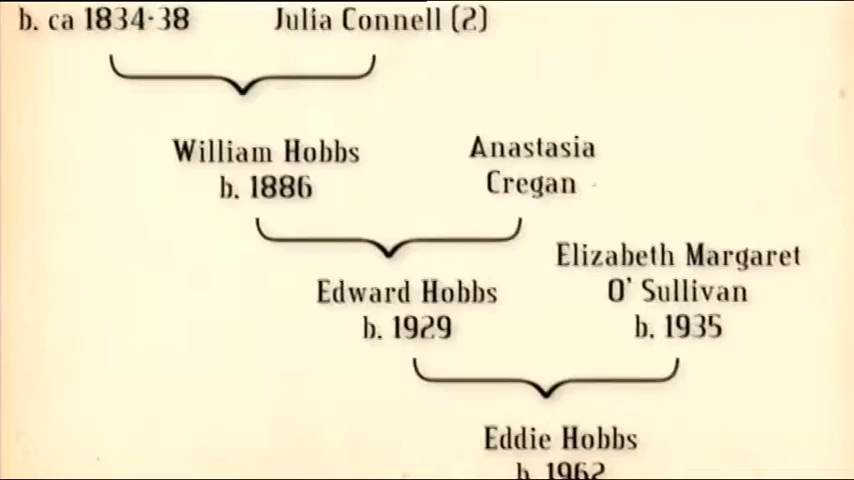 b. ca 1834-38 Julia Connell (2)
William Hobbs
b. 1886
Anastasia
Cregan
Edward Hobbs
b. 1929
Elizabeth Margaret
O' Sullivan
b. 1935
Eddie Hobbs
b. 1962